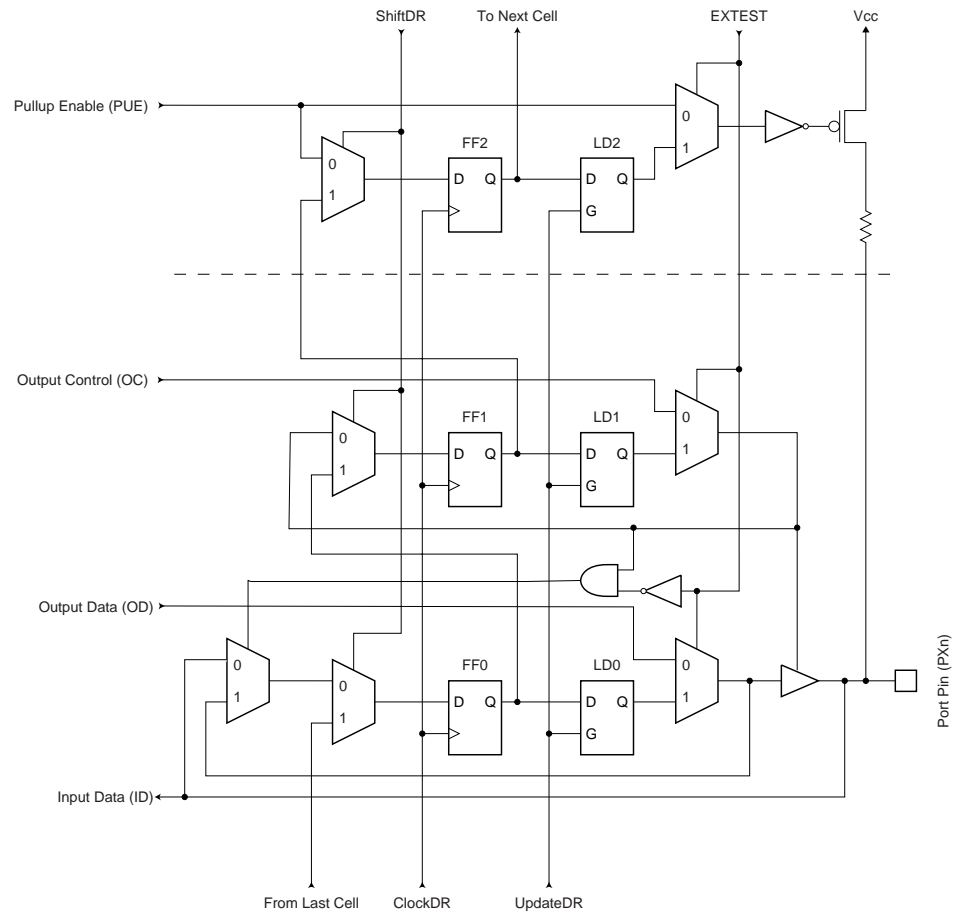 ShiftDR
To Next Cell
EXTEST
Vcc
Pullup Enable (PUE)
0
1
FF2
D Q
LD2
D Q
G
0
1
Output Control (OC)
0
1
FF1
D Q
LD1
D Q
G
0
1
Output Data (OD)
0
1
0
1
FF0
D Q
LD0
D Q
G
0
1
Port Pin (PXn)
Input Data (ID)
From Last Cell
ClockDR
UpdateDR